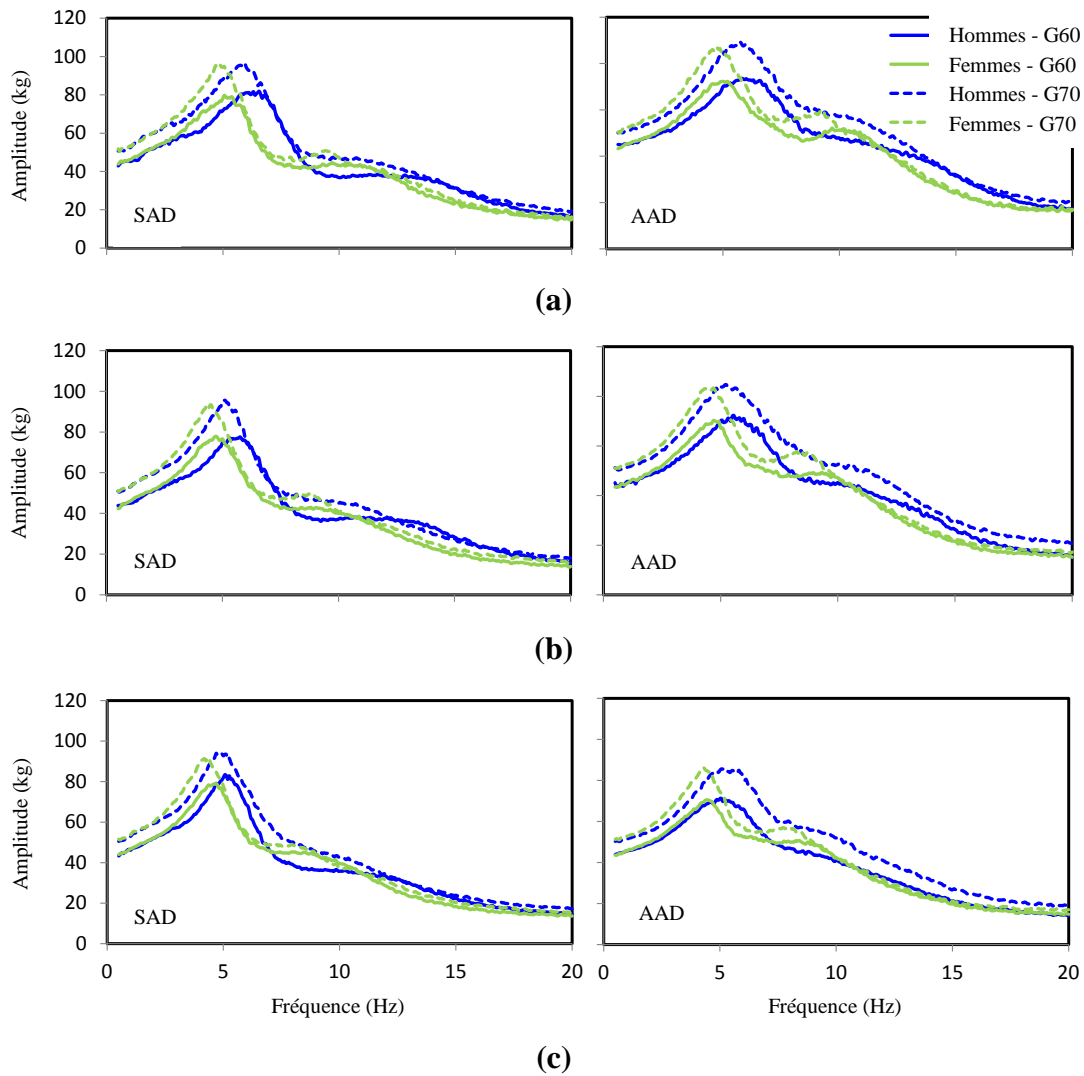 120
100
80
60
40
20
0
Amplitude (kg)
SAD
AAD
Hommes - G60
Femmes - G60
Hommes - G70
Femmes - G70
(a)
120
100
80
60
40
20
0
Amplitude (kg)
SAD
AAD
(b)
120
100
80
60
40
20
0
Amplitude (kg)
SAD
AAD
0 5 10 15 20
0 5 10 15 20
Fréquence (Hz)
Fréquence (Hz)
(c)